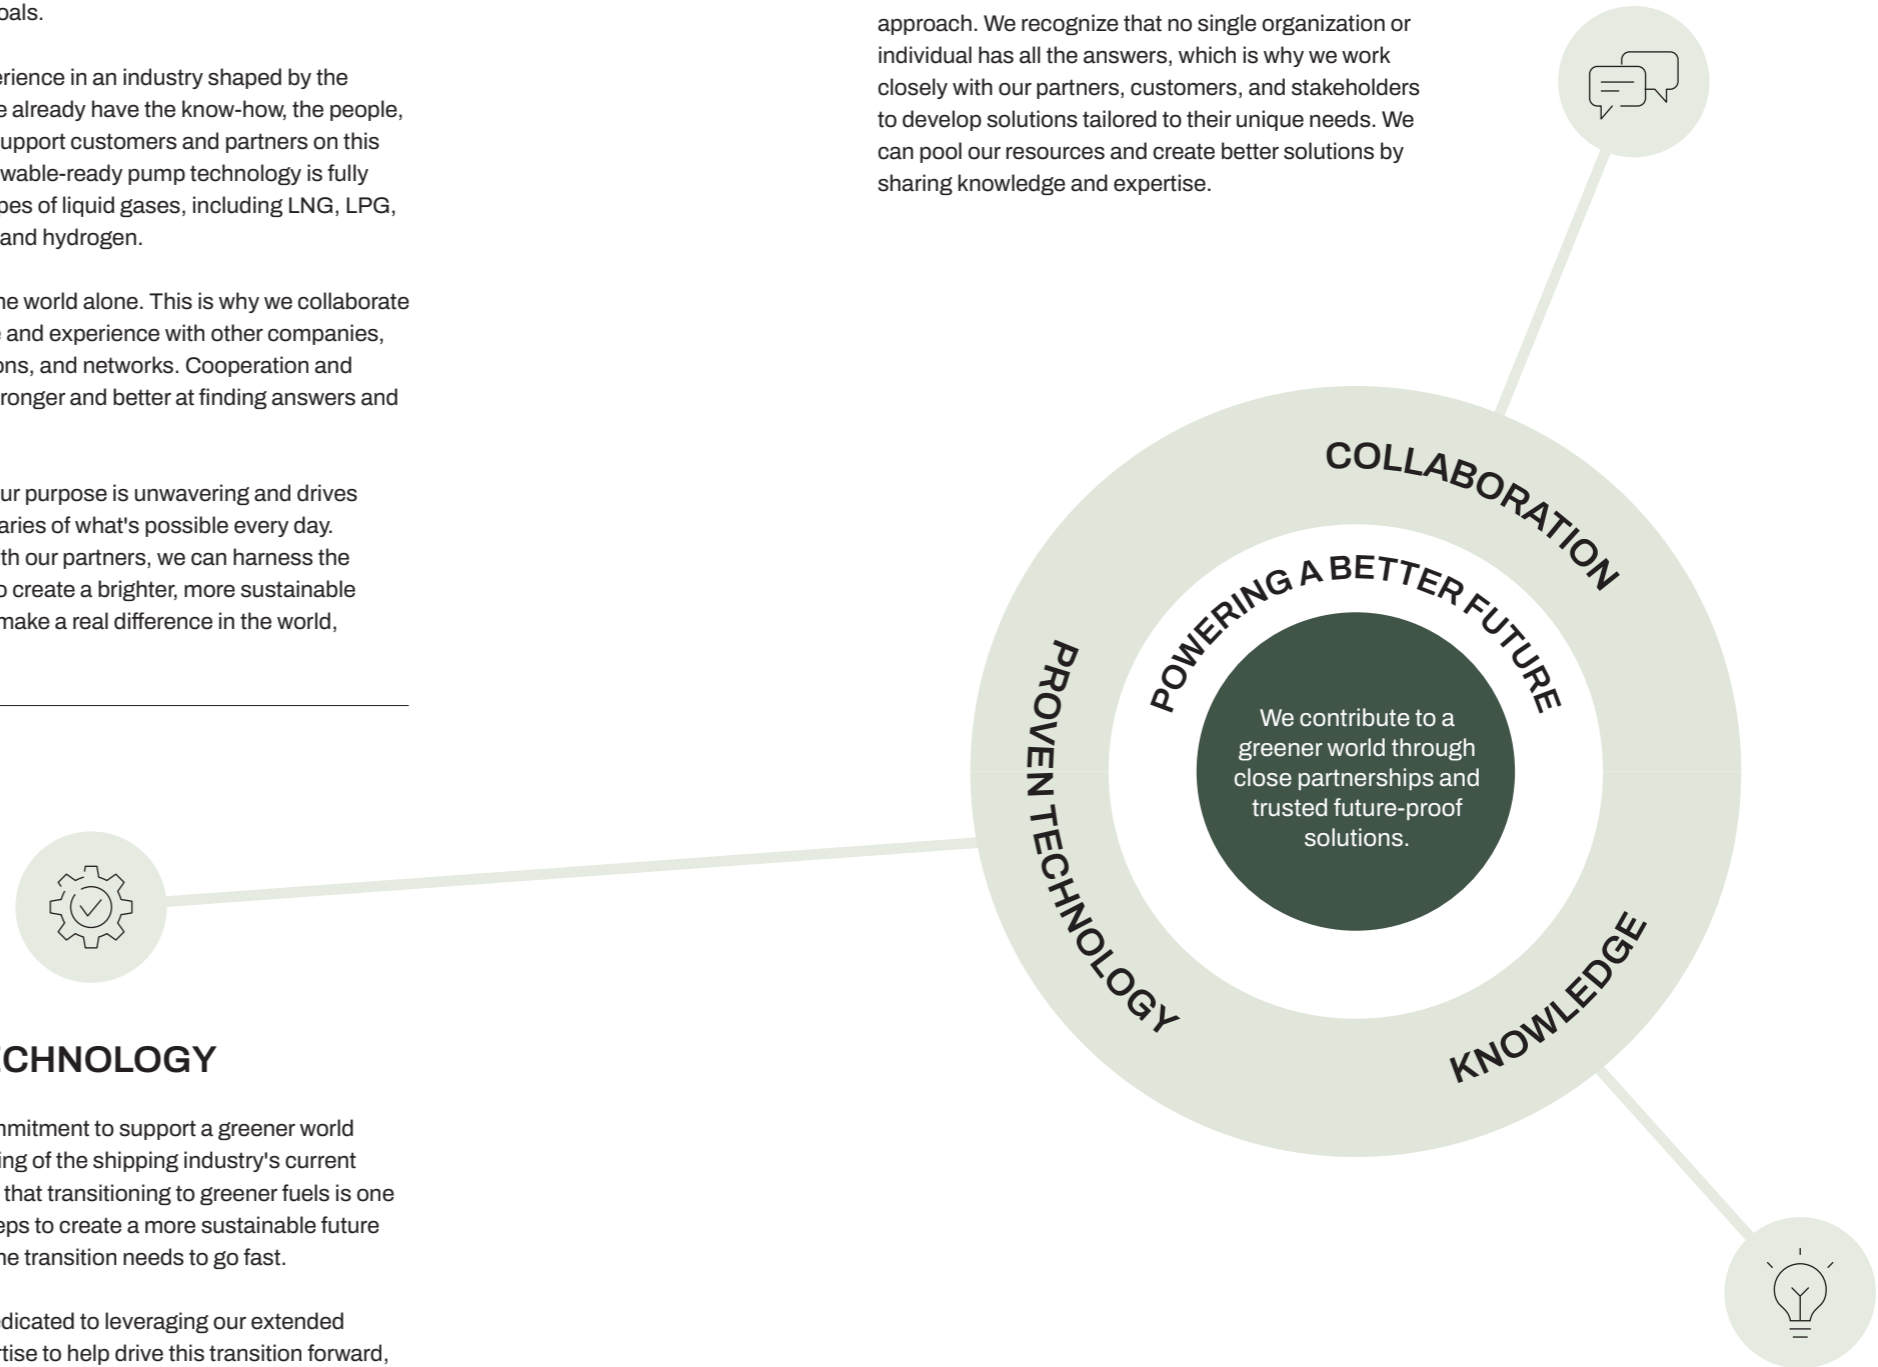 oals.
erience in an industry shaped by the
e already have the know-how, the people,
upport customers and partners on this
wable-ready pump technology is fully
pes of liquid gases, including LNG, LPG,
and hydrogen.
he world alone. This is why we collaborate
e and experience with other companies,
ons, and networks. Cooperation and
ronger and better at finding answers and
ur purpose is unwavering and drives
aries of what's possible every day.
th our partners, we can harness the
o create a brighter, more sustainable
make a real difference in the world,
ECHNOLOGY
mmitment to support a greener world
ing of the shipping industry's current
that transitioning to greener fuels is one
eps to create a more sustainable future
he transition needs to go fast.
edicated to leveraging our extended
rtise to help drive this transition forward,
approach. We recognize that no single organization or
individual has all the answers, which is why we work
closely with our partners, customers, and stakeholders
to develop solutions tailored to their unique needs. We
can pool our resources and create better solutions by
sharing knowledge and expertise.
COLLABORATION
POWERING A BETTER FUTURE
PROVEN TECHNOLOGY
We contribute to a
greener world through
close partnerships and
trusted future-proof
solutions.
KNOWLEDGE